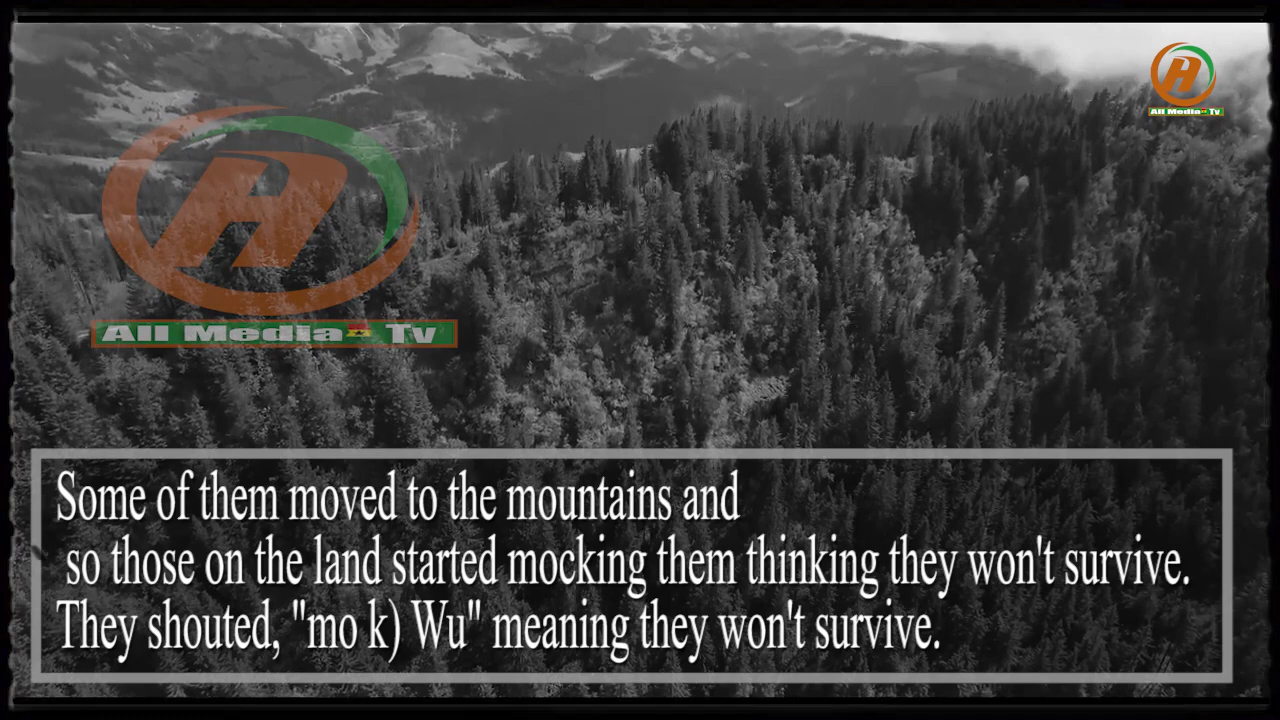 All Media Tv
All Media Tv
Some of them moved to the mountains and
so those on the land started mocking them thinking they won't survive.
They shouted, "mo k) Wu" meaning they won't survive.